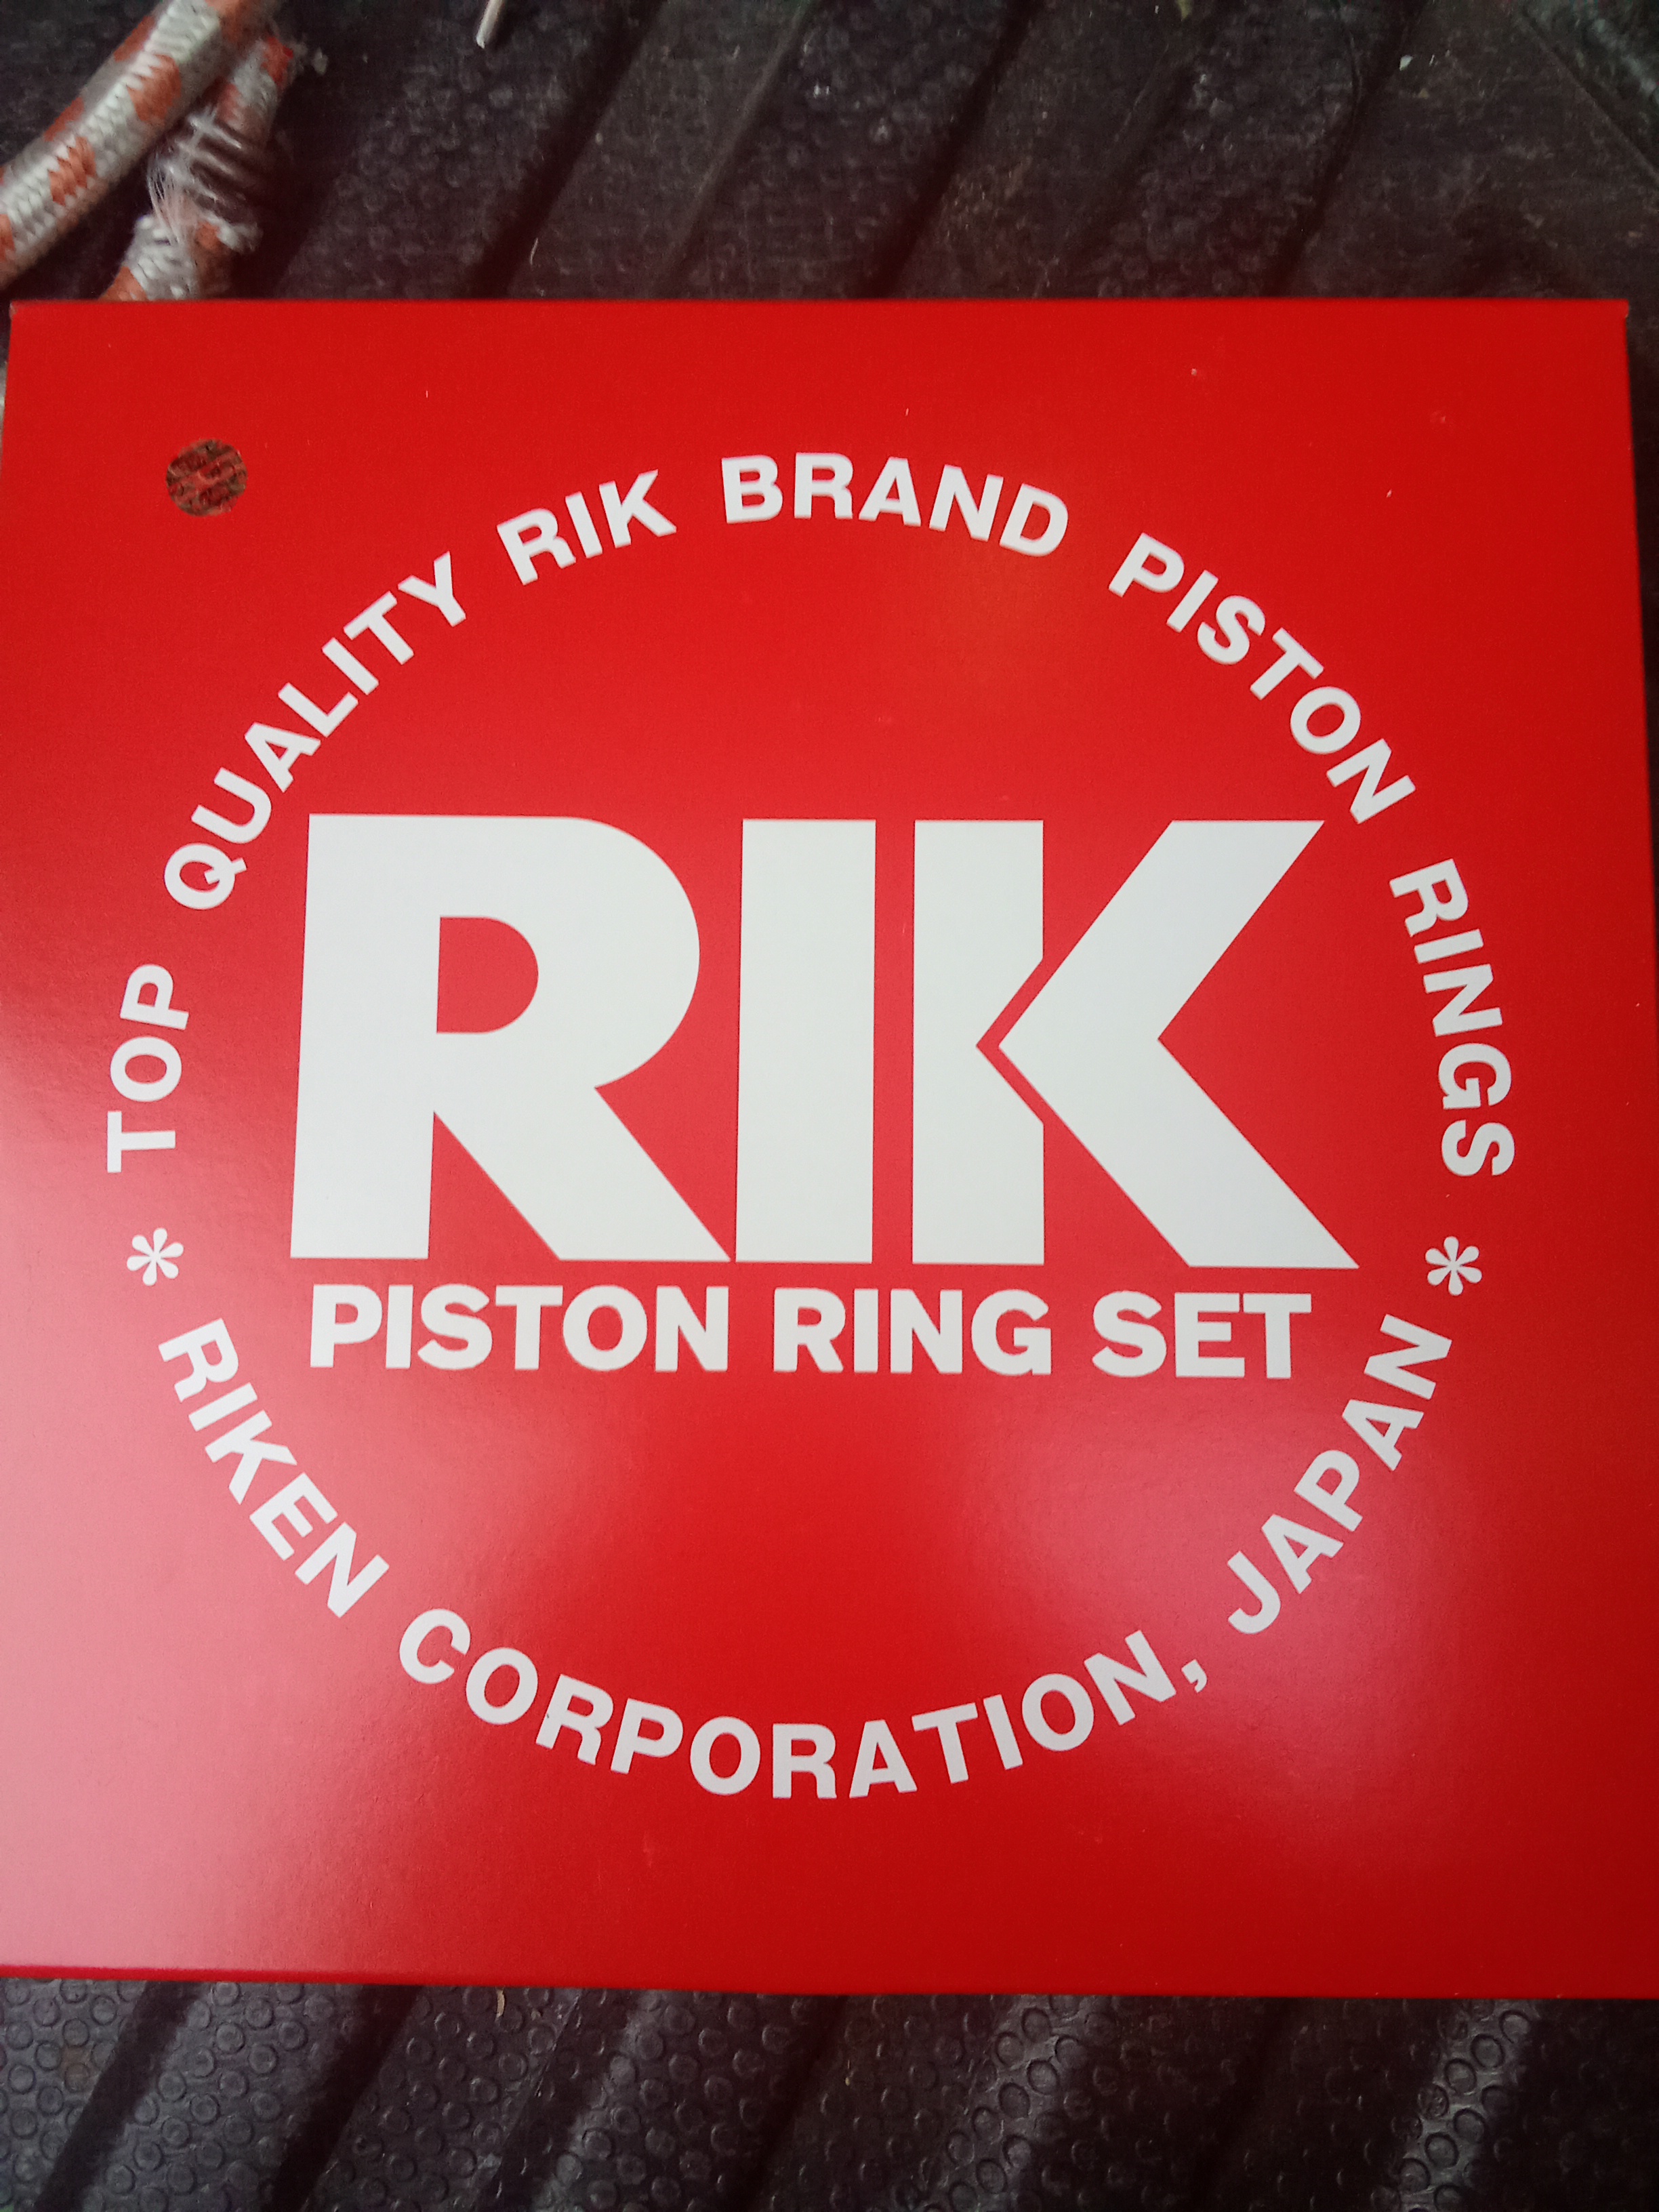 TOP QUALITY RIK BRAND PISTON RINGS
RIK
PISTON RING SET
* RIKEN CORPORATION, JAPAN *